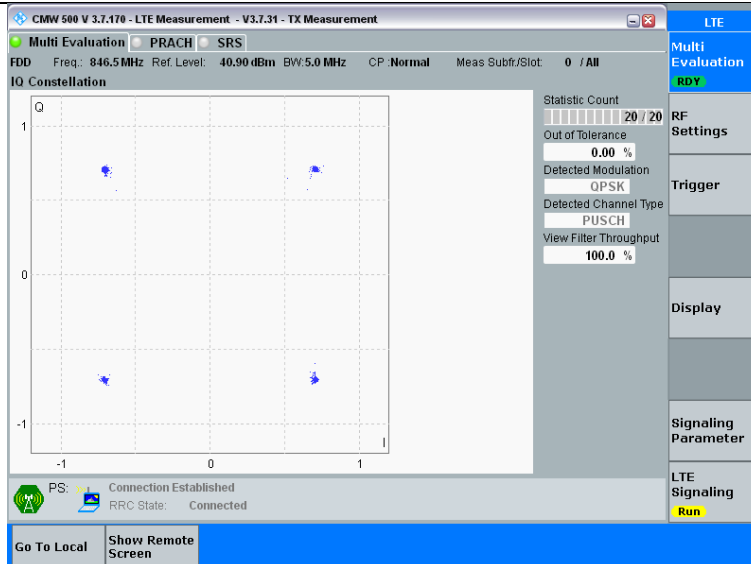 CMW 500 V 3.7.170 - LTE Measurement - V3.7.31 - TX Measurement
LTE
Multi Evaluation PRACH SRS
Multi Evaluation
RDY
FDD Freq.: 846.5 MHz Ref. Level: 40.90 dBm BW: 5.0 MHz CP : Normal Meas Subfr./Slot: 0 / All
IQ Constellation
Statistic Count
20 / 20
Out of Tolerance
0.00 %
Detected Modulation
QPSK
Detected Channel Type
PUSCH
View Filter Throughput
100.0 %
Q
1
0
-1
I
-1 0 1
RF Settings
Trigger
Display
Signaling Parameter
LTE Signaling
Run
PS: Connection Established
RRC State: Connected
Go To Local
Show Remote Screen